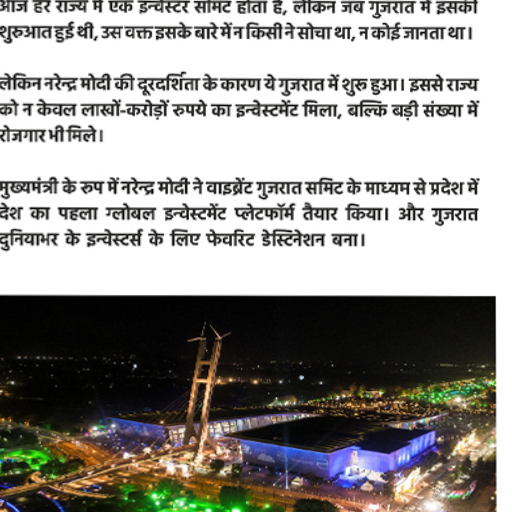 आज हर राज्य में एक इन्वेस्टर समिट होता है, लेकिन जब गुजरात में इसकी
शुरुआत हुई थी, उस वक्त इसके बारे में न किसी ने सोचा था, न कोई जानता था।
लेकिन नरेन्द्र मोदी की दूरदर्शिता के कारण ये गुजरात में शुरू हुआ। इससे राज्य
को न केवल लाखों-करोड़ों रुपये का इन्वेस्टमेंट मिला, बल्कि बड़ी संख्या में
रोजगार भी मिले।
मुख्यमंत्री के रूप में नरेन्द्र मोदी ने वाइब्रेंट गुजरात समिट के माध्यम से प्रदेश में
देश का पहला ग्लोबल इन्वेस्टमेंट प्लेटफॉर्म तैयार किया। और गुजरात
दुनियाभर के इन्वेस्टर्स के लिए फेवरिट डेस्टिनेशन बना।